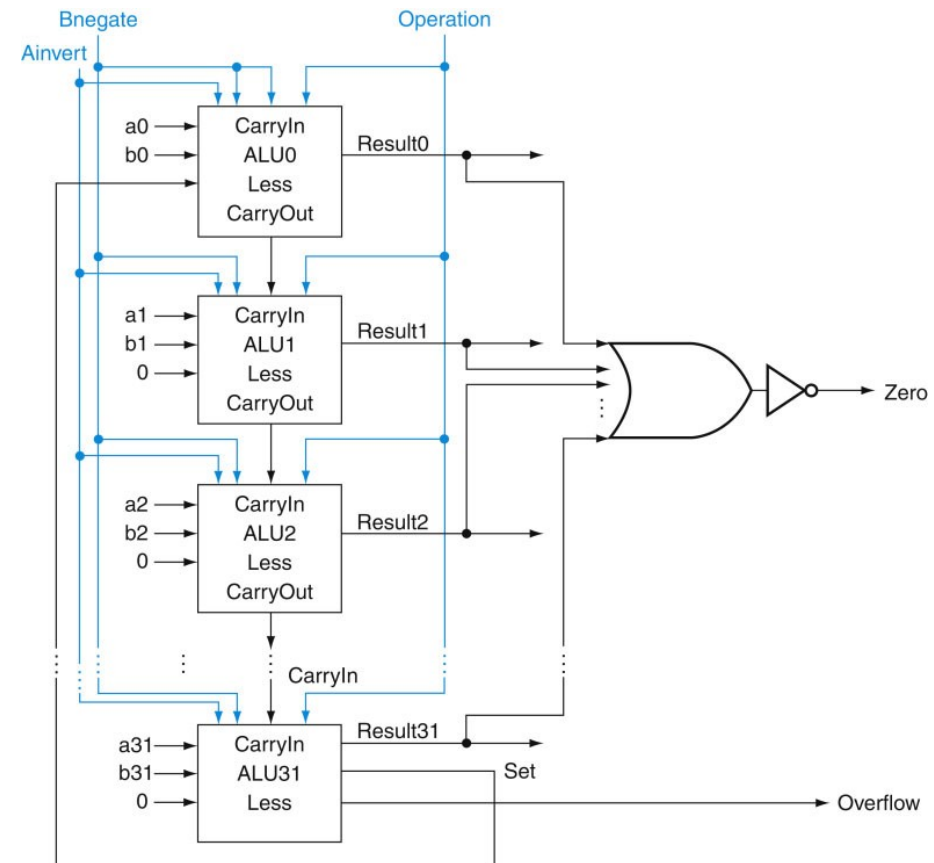 Bnegate
Operation
Ainvert
a0
b0
CarryIn
ALU0
Less
CarryOut
Result0
a1
b1
0
CarryIn
ALU1
Less
CarryOut
Result1
Zero
a2
b2
0
CarryIn
ALU2
Less
CarryOut
Result2
CarryIn
a31
b31
0
CarryIn
ALU31
Less
Result31
Set
Overflow